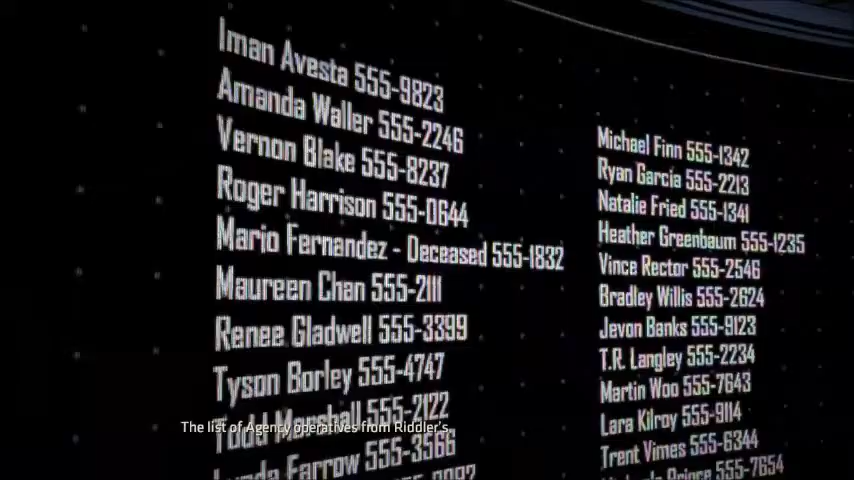 Iman Avesta 555-9823
Amanda Waller 555-2246
Vernon Blake 555-8237
Roger Harrison 555-0644
Mario Fernandez - Deceased 555-1832
Maureen Chan 555-2111
Renee Gladwell 555-3399
Tyson Borley 555-4747
Todd Marshall 555-2122
Farrow 555-3566
Michael Finn 555-1342
Ryan Garcia 555-2213
Natalie Fried 555-1341
Heather Greenbaum 555-1235
Vince Rector 555-2546
Bradley Willis 555-2624
Jevon Banks 555-9123
T.R. Langley 555-2234
Martin Woo 555-7643
Lara Kilroy 555-9114
Trent Vimes 555-6344
Prince 555-7654
The list of Agency operatives from Riddler's.